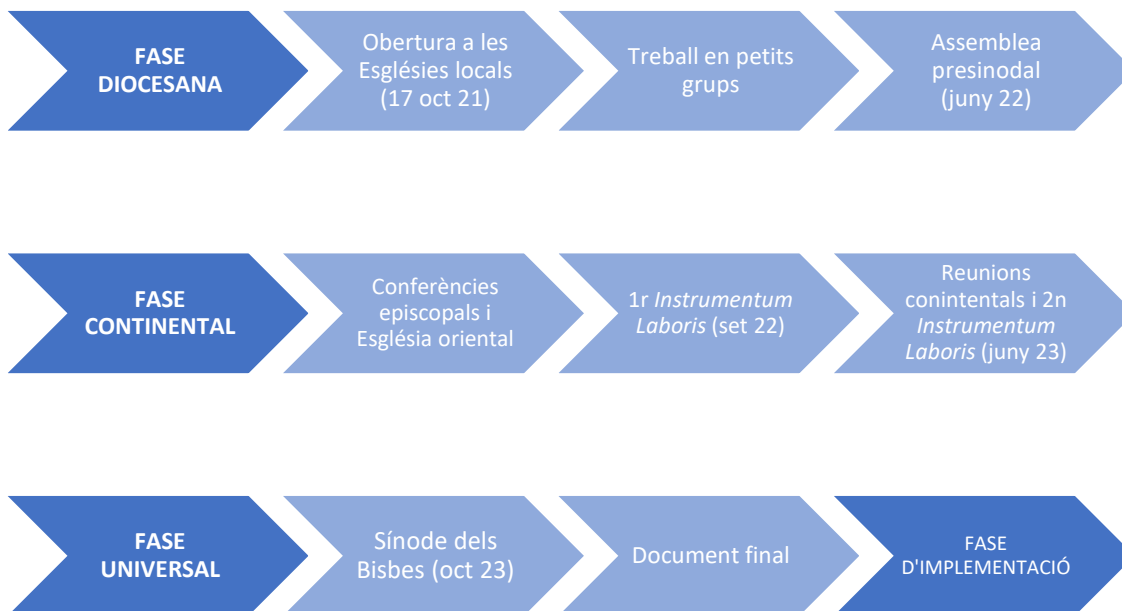 FASE
DIOCESANA
Obertura a les
Esglésies locals
(17 oct 21)
Treball en petits
grups
Assemblea
presinodal
(juny 22)
FASE
CONTINENTAL
Conferències
episcopals i
Església oriental
1r Instrumentum
Laboris (set 22)
Reunions
conintentals i 2n
Instrumentum
Laboris (juny 23)
FASE
UNIVERSAL
Sínode dels
Bisbes (oct 23)
Document final
FASE
D'IMPLEMENTACIÓ